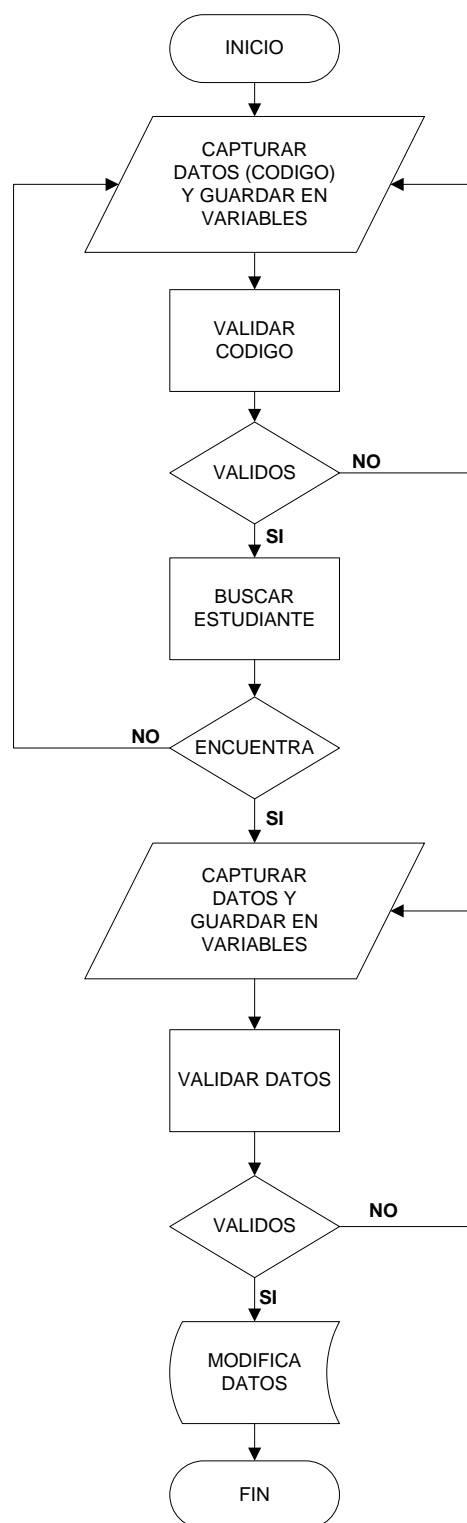 INICIO
CAPTURAR
DATOS (CODIGO)
Y GUARDAR EN
VARIABLES
VALIDAR
CODIGO
VALIDOS
NO
SI
BUSCAR
ESTUDIANTE
NO
ENCUENTRA
SI
CAPTURAR
DATOS Y
GUARDAR EN
VARIABLES
VALIDAR DATOS
VALIDOS
NO
SI
MODIFICA
DATOS
FIN